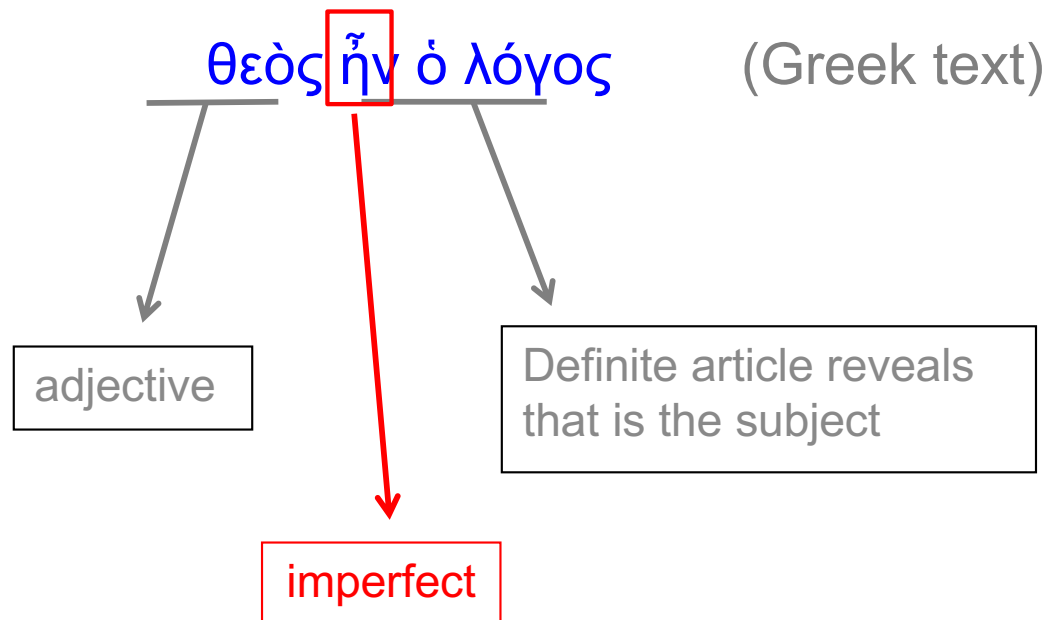 θεὸς ἦν ὁ λόγος (Greek text)
adjective
Definite article reveals
that is the subject
imperfect